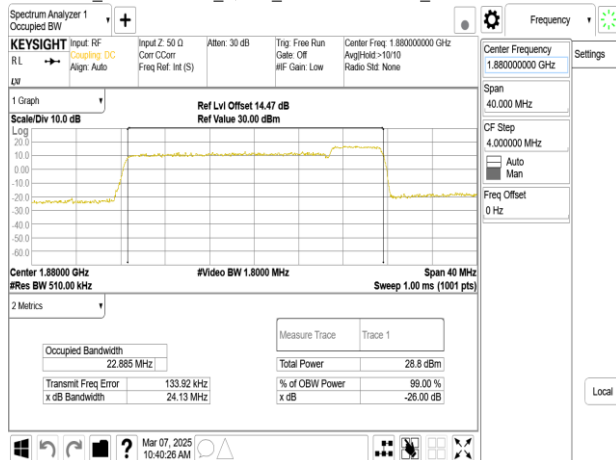 Spectrum Analyzer 1
Occupied BW
+
Frequency
KEYSIGHT
RL
Input: RF
Coupling: DC
Align: Auto
Input Z: 50 Ω
Corr CCorr
Freq Ref: Int (S)
Atten: 30 dB
Trig: Free Run
Gate: Off
#IF Gain: Low
Center Freq: 1.880000000 GHz
Avg|Hold:>10/10
Radio Std: None
LXI
Center Frequency
1.880000000 GHz
Settings
Span
40.000 MHz
CF Step
4.000000 MHz
Auto
Man
Freq Offset
0 Hz
Local
1 Graph
Scale/Div 10.0 dB
Ref Lvl Offset 14.47 dB
Ref Value 30.00 dBm
Log
20.0
10.0
0.00
-10.0
-20.0
-30.0
-40.0
-50.0
-60.0
Center 1.88000 GHz
#Video BW 1.8000 MHz
Span 40 MHz
#Res BW 510.00 kHz
Sweep 1.00 ms (1001 pts)
2 Metrics
Measure Trace
Trace 1
Occupied Bandwidth
22.885 MHz
Total Power
28.8 dBm
Transmit Freq Error
133.92 kHz
% of OBW Power
99.00 %
x dB Bandwidth
24.13 MHz
x dB
-26.00 dB
?
Mar 07, 2025
10:40:26 AM